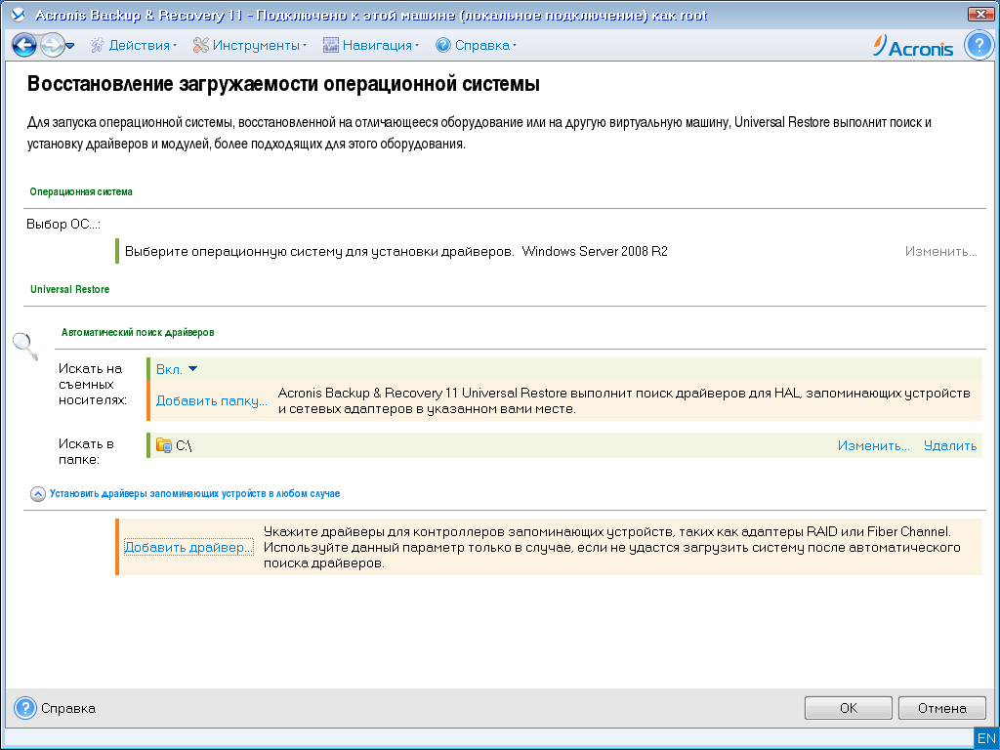 Acronis Backup & Recovery 11 - Подключено к этой машине (локальное подключение) как root
Действия
Инструменты
Навигация
Справка
Acronis
Восстановление загружаемости операционной системы
Для запуска операционной системы, восстановленной на отличающееся оборудование или на другую виртуальную машину, Universal Restore выполнит поиск и
установку драйверов и модулей, более подходящих для этого оборудования.
Операционная система
Выбор ОС...:
Выберите операционную систему для установки драйверов. Windows Server 2008 R2
Изменить...
Universal Restore
Автоматический поиск драйверов
Искать на
съемных
носителях:
Вкл.
Добавить папку...
Acronis Backup & Recovery 11 Universal Restore выполнит поиск драйверов для HAL, запоминающих устройств
и сетевых адаптеров в указанном вами месте.
Искать в
папке:
C:\
Изменить...
Удалить
Установить драйверы запоминающих устройств в любом случае
Добавить драйвер...
Укажите драйверы для контроллеров запоминающих устройств, таких как адаптеры RAID или Fiber Channel.
Используйте данный параметр только в случае, если не удастся загрузить систему после автоматического
поиска драйверов.
Справка
OK
Отмена
EN